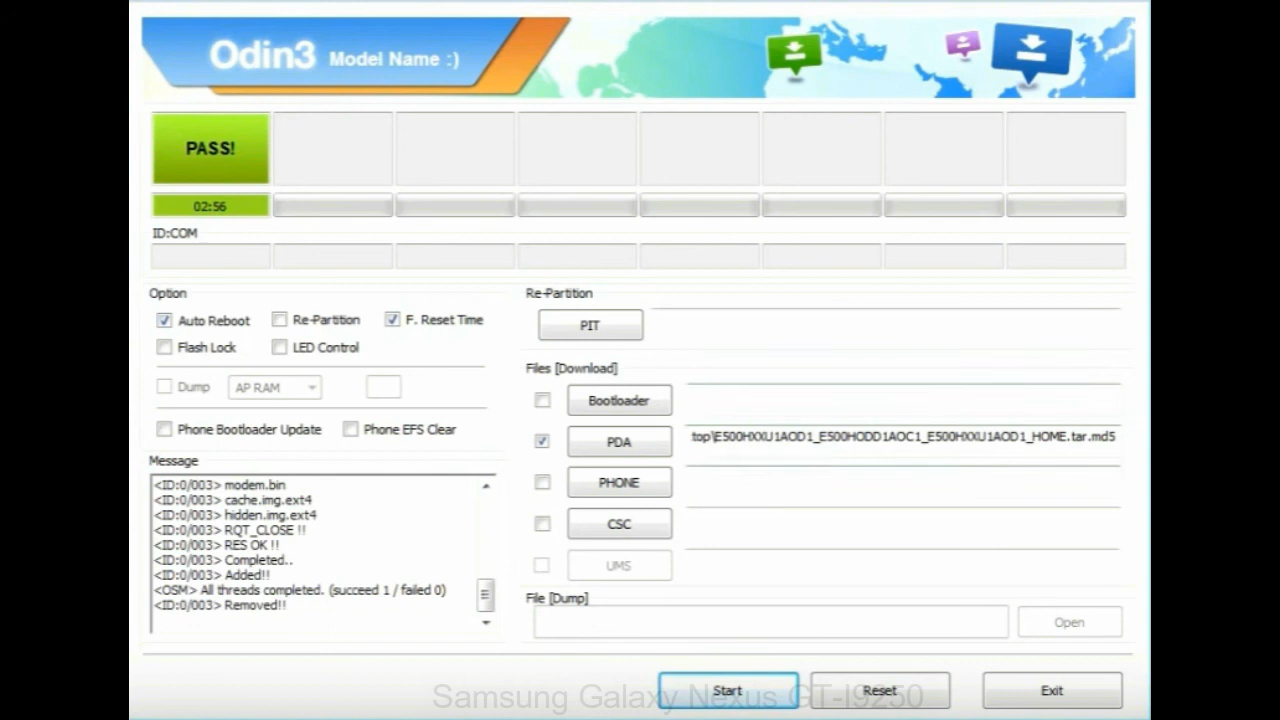 Odin3 Model Name :)
PASS!
02:56
ID:COM
Option
Auto Reboot Re-Partition F. Reset Time
Flash Lock LED Control
Dump AP RAM
Phone Bootloader Update Phone EFS Clear
Message
<ID:0/003> modem.bin
<ID:0/003> cache.img.ext4
<ID:0/003> hidden.img.ext4
<ID:0/003> RQT_CLOSE !!
<ID:0/003> RES OK !!
<ID:0/003> Completed..
<ID:0/003> Added!!
<OSM> All threads completed. (succeed 1 / failed 0)
<ID:0/003> Removed!!
Re-Partition
PIT
Files [Download]
Bootloader
PDA top\E500HXXU1AOD1_E500HODD1AOC1_E500HXXU1AOD1_HOME.tar.md5
PHONE
CSC
UMS
File [Dump]
Open
Start Reset Exit
Samsung Galaxy Nexus GT-I9250